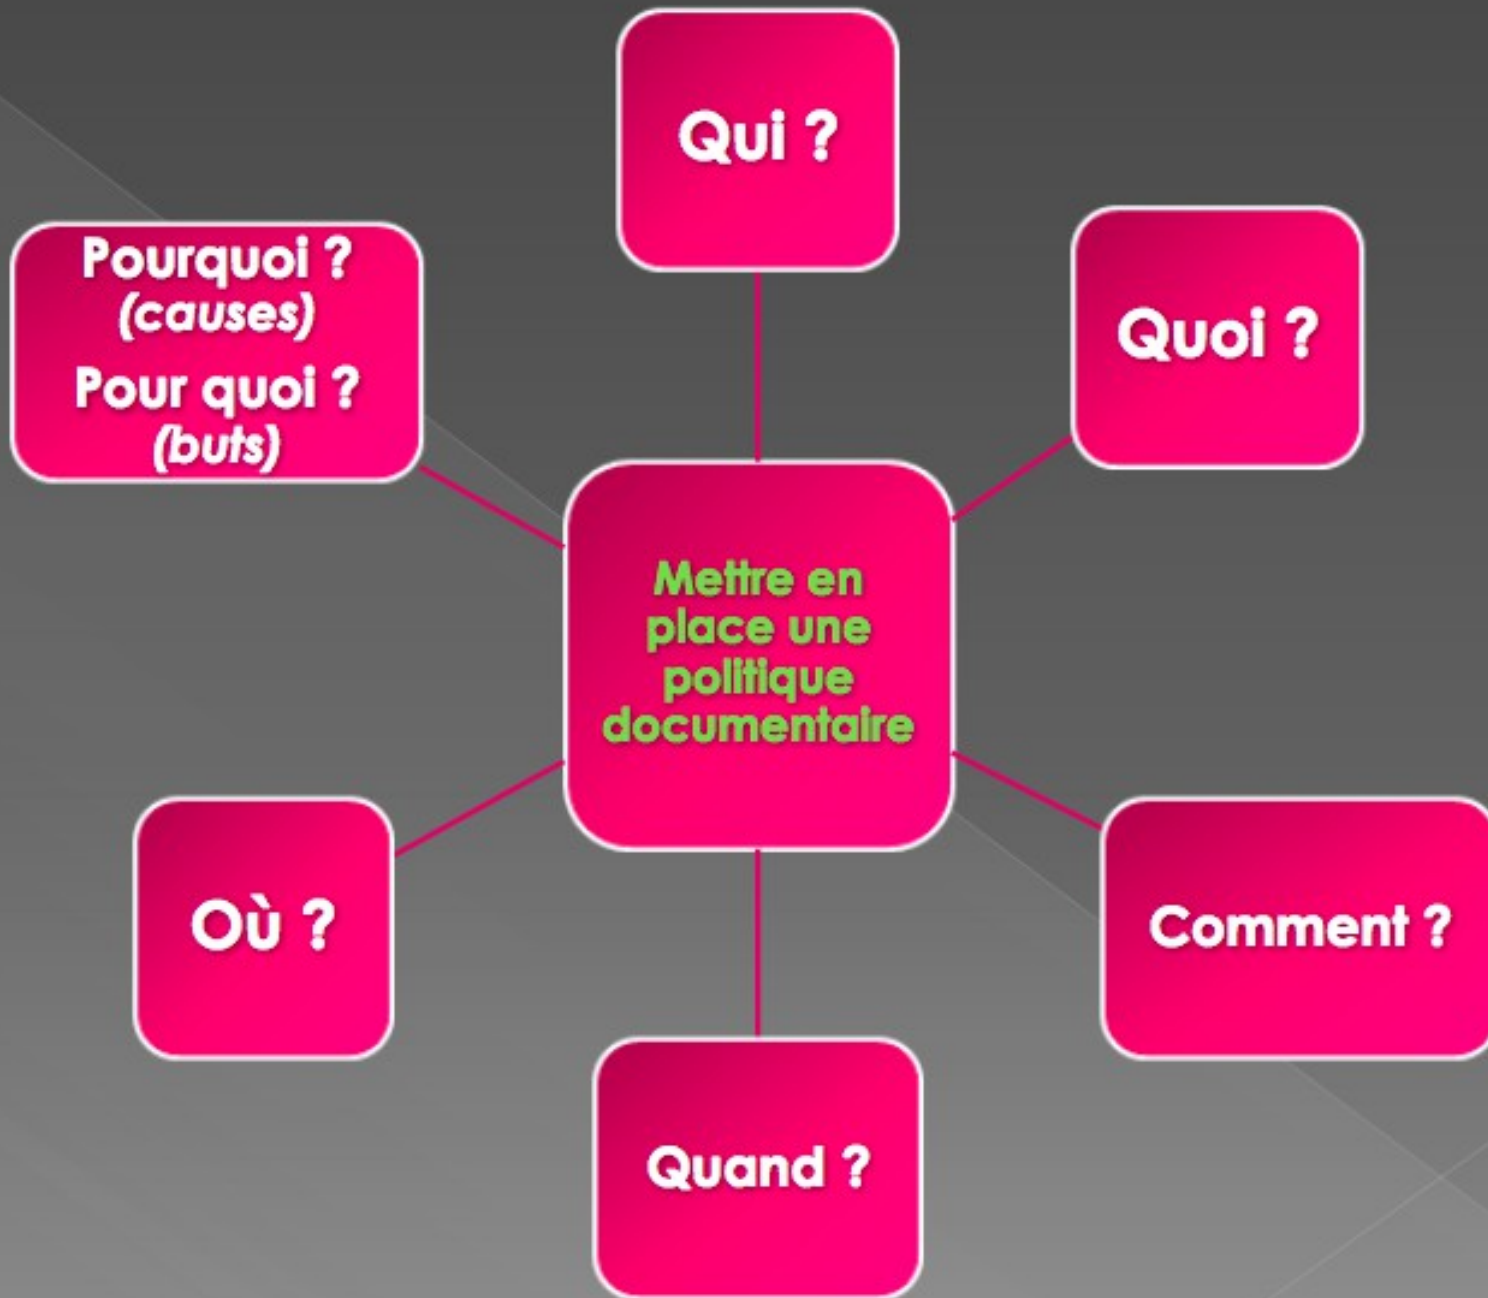 Qui ?
Quoi ?
Pourquoi ?
(causes)
Pour quoi ?
(buts)
Mettre en
place une
politique
documentaire
Où ?
Comment ?
Quand ?